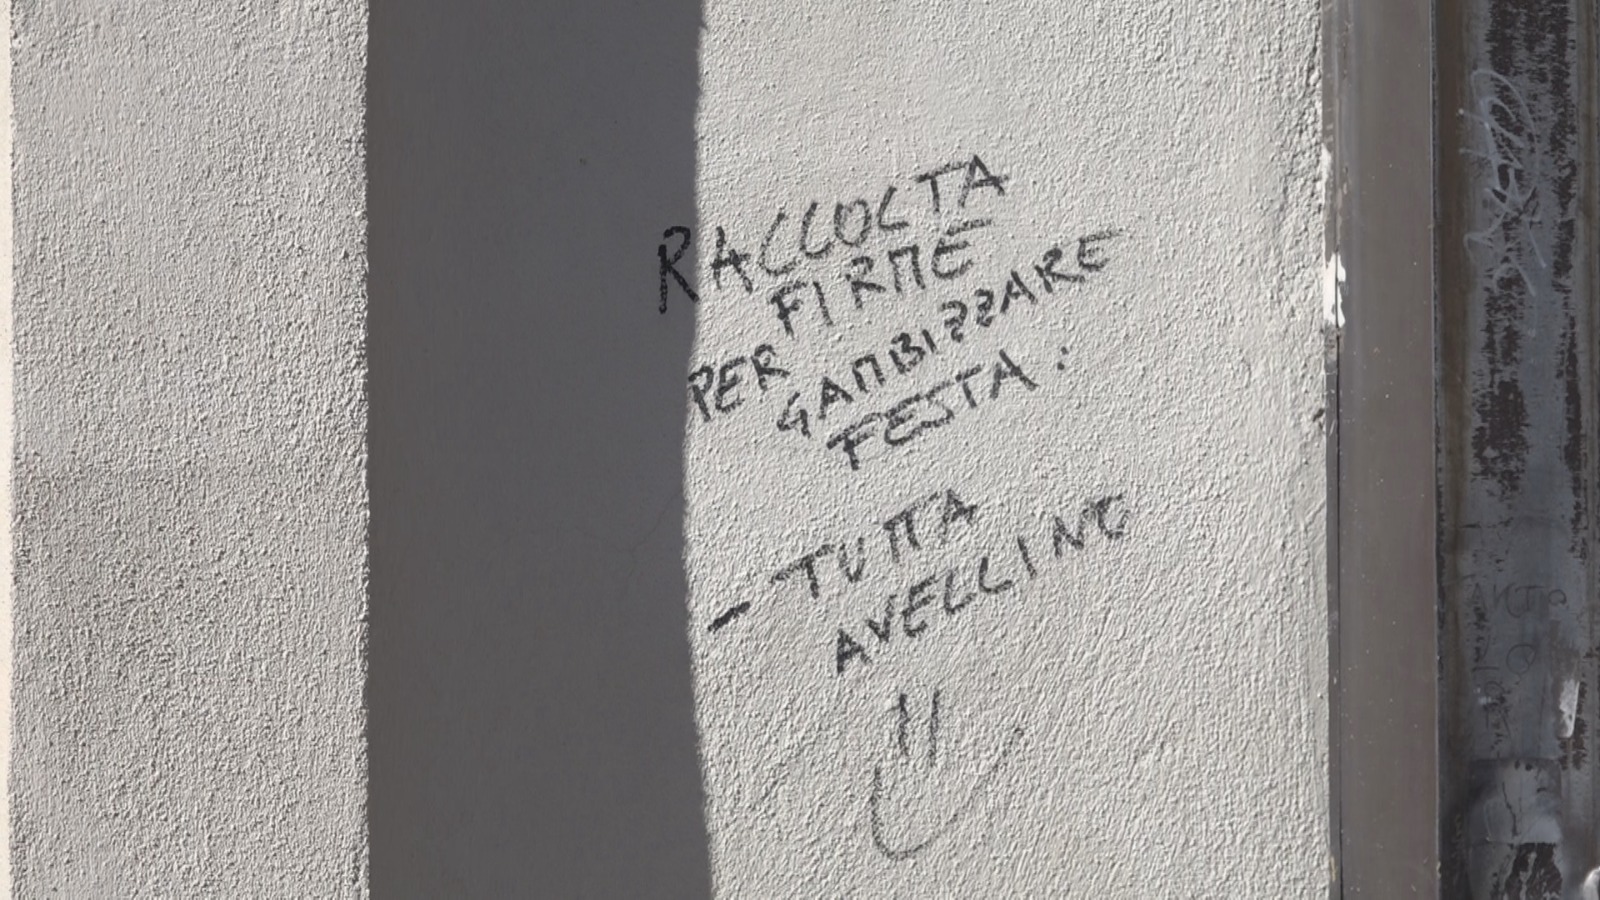 RACCOLTA
FIRME
PER GAMBIZZARE
FESTA:
- TUTTA
AVELLINO